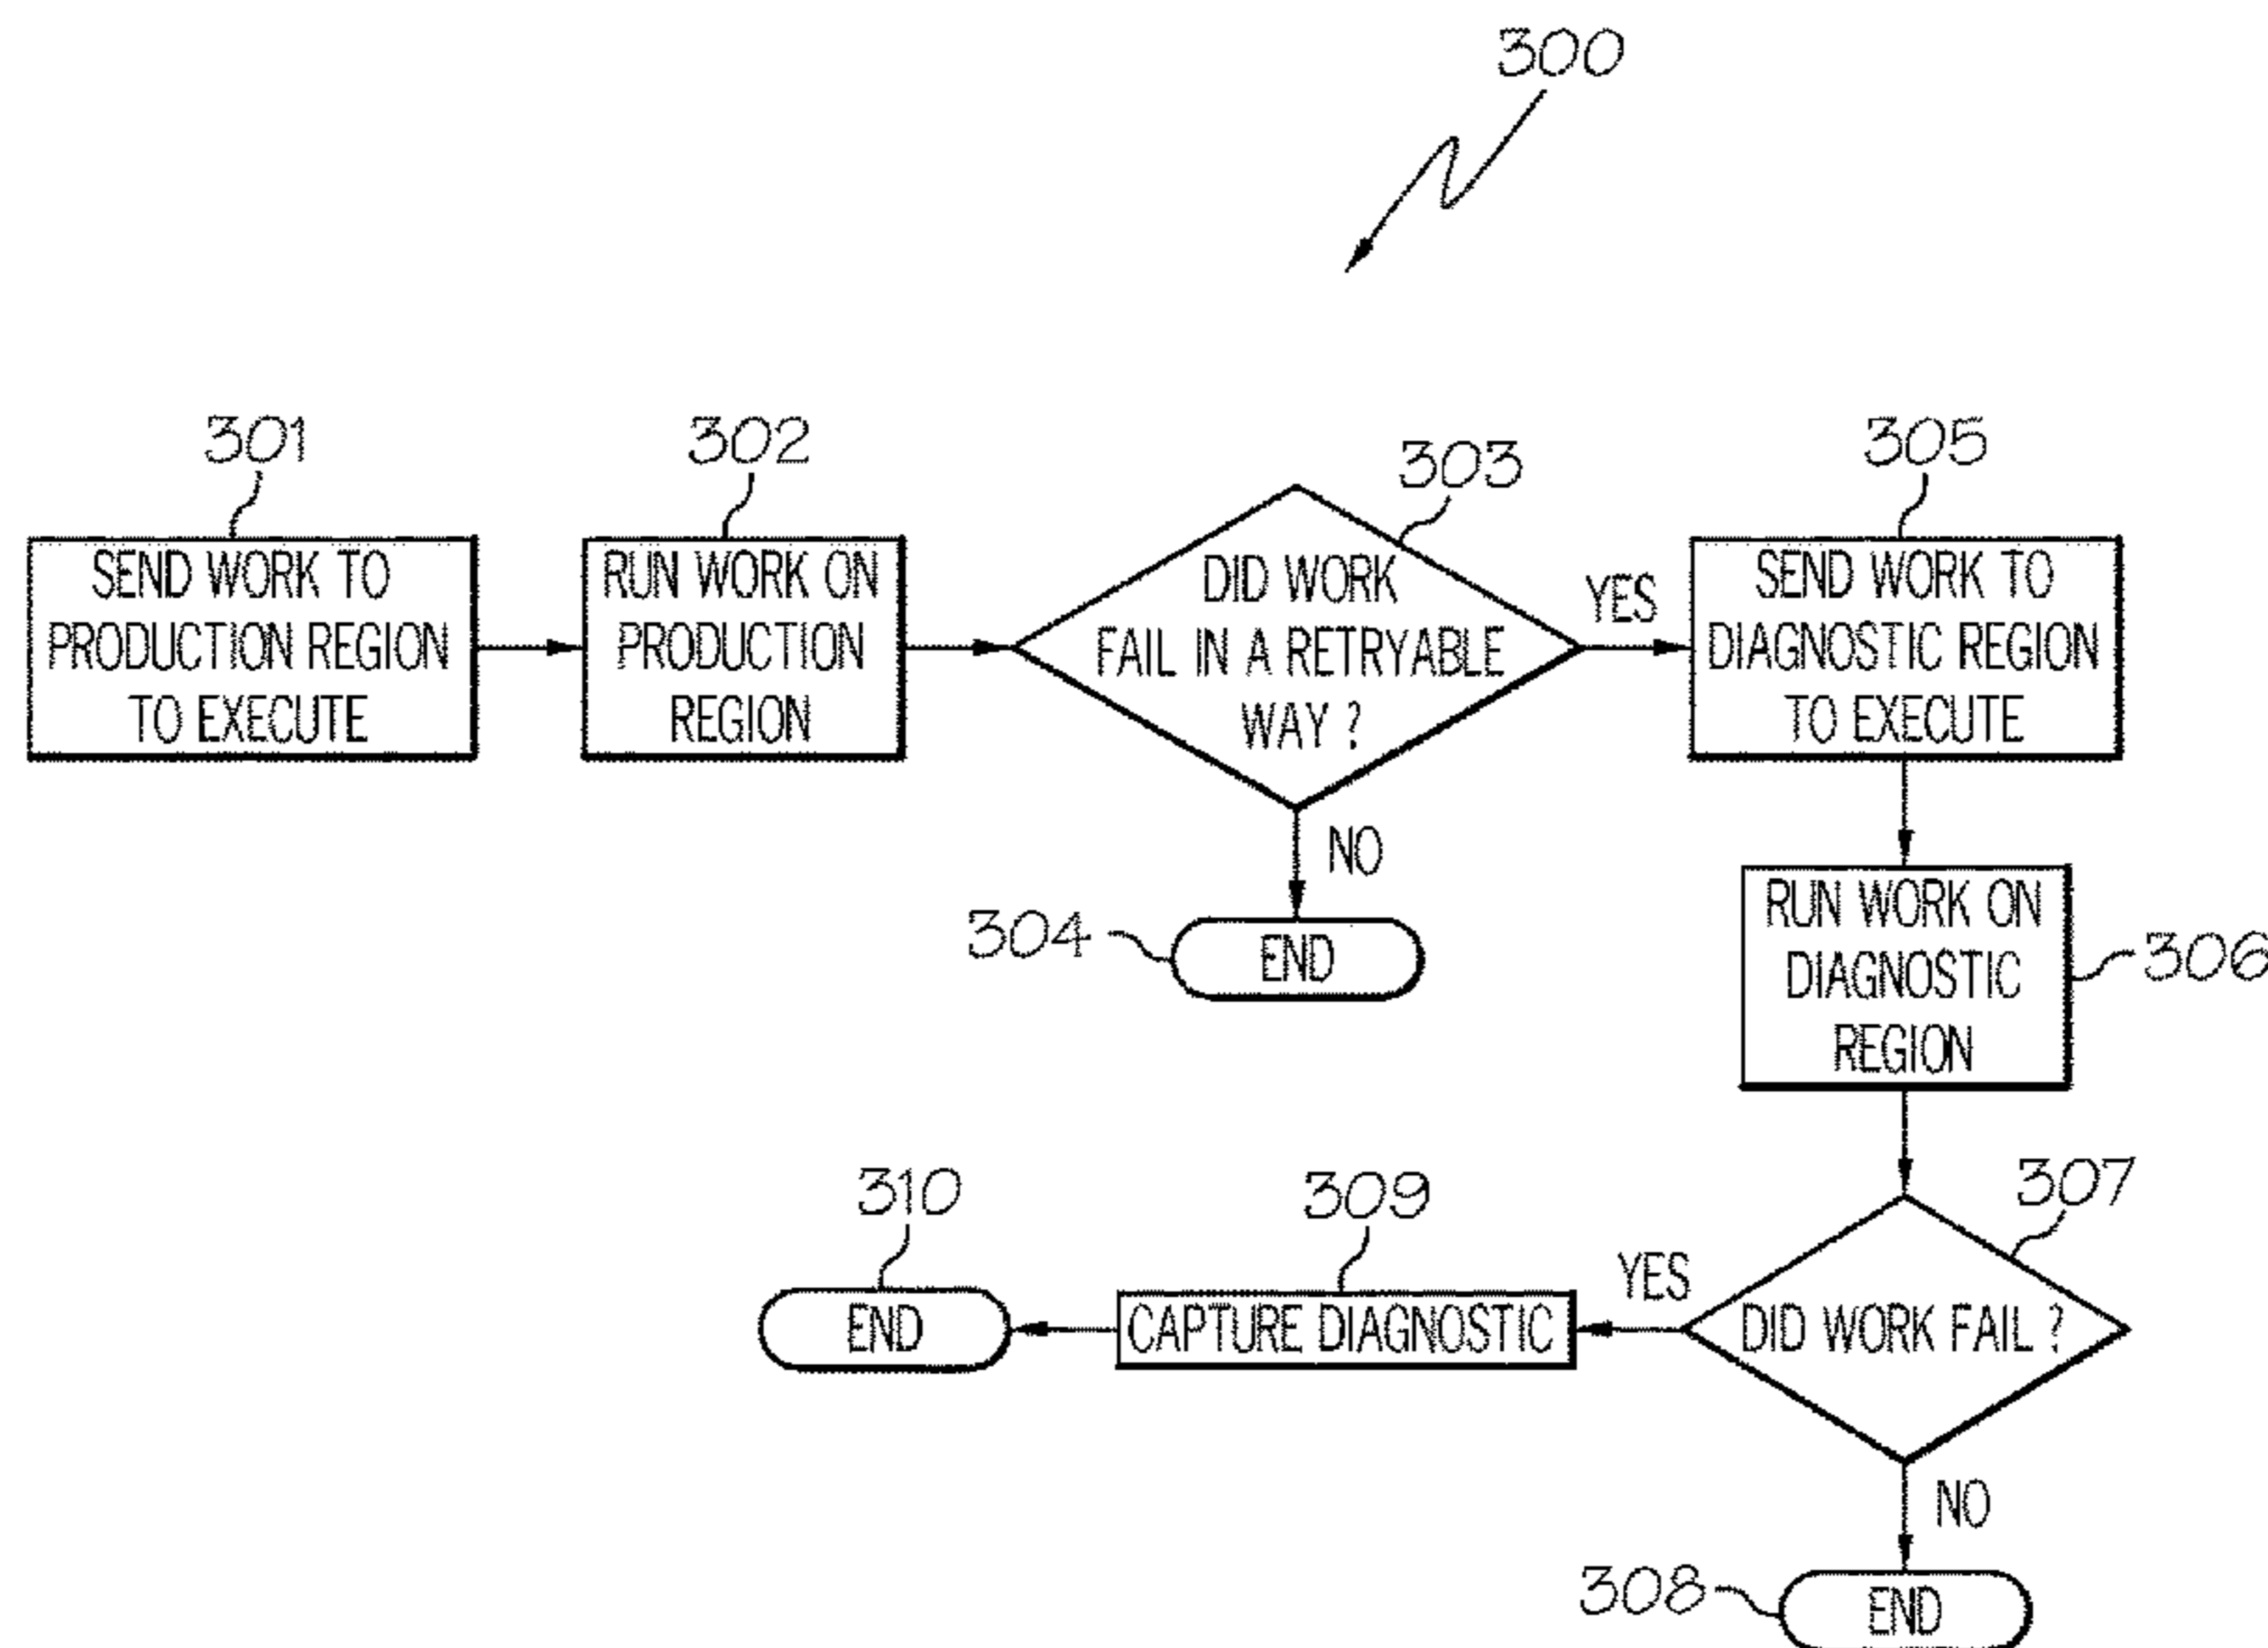 300
301
SEND WORK TO
PRODUCTION REGION
TO EXECUTE
302
RUN WORK ON
PRODUCTION
REGION
303
DID WORK
FAIL IN A RETRYABLE
WAY ?
YES
NO
304
END
305
SEND WORK TO
DIAGNOSTIC REGION
TO EXECUTE
306
RUN WORK ON
DIAGNOSTIC
REGION
307
DID WORK FAIL ?
YES
NO
308
END
309
CAPTURE DIAGNOSTIC
310
END